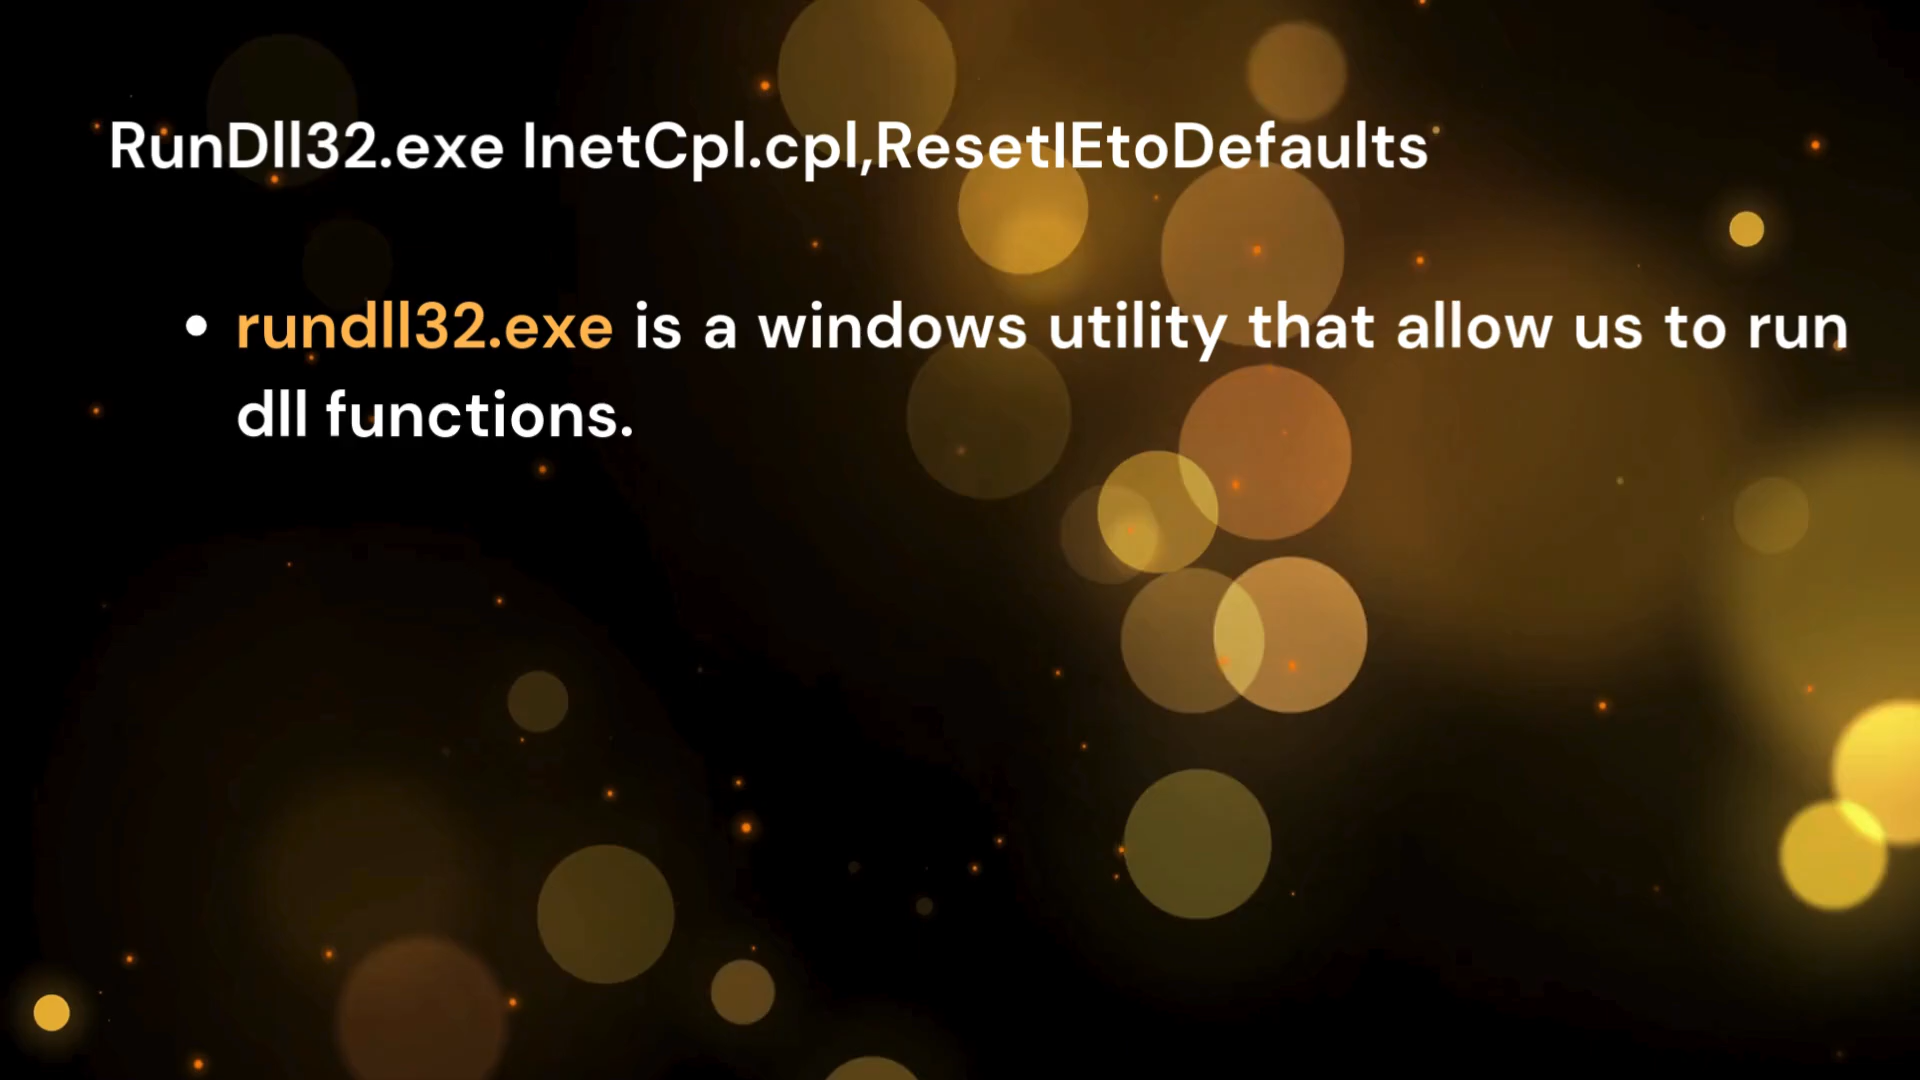 RunDll32.exe InetCpl.cpl,ResetIEtoDefaults
• rundll32.exe is a windows utility that allow us to run
dll functions.